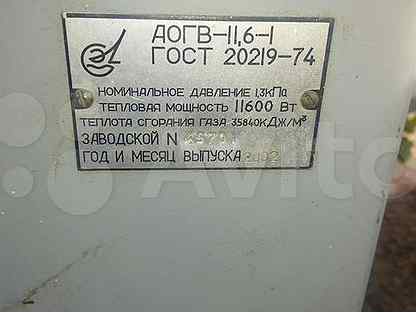 АОГВ-11,6-1
ГОСТ 20219-74
НОМИНАЛЬНОЕ ДАВЛЕНИЕ 1,3кПа
ТЕПЛОВАЯ МОЩНОСТЬ 11600 Вт
ТЕПЛОТА СГОРАНИЯ ГАЗА 35840кДж/м³
ЗАВОДСКОЙ N
ГОД И МЕСЯЦ ВЫПУСКА
Avito